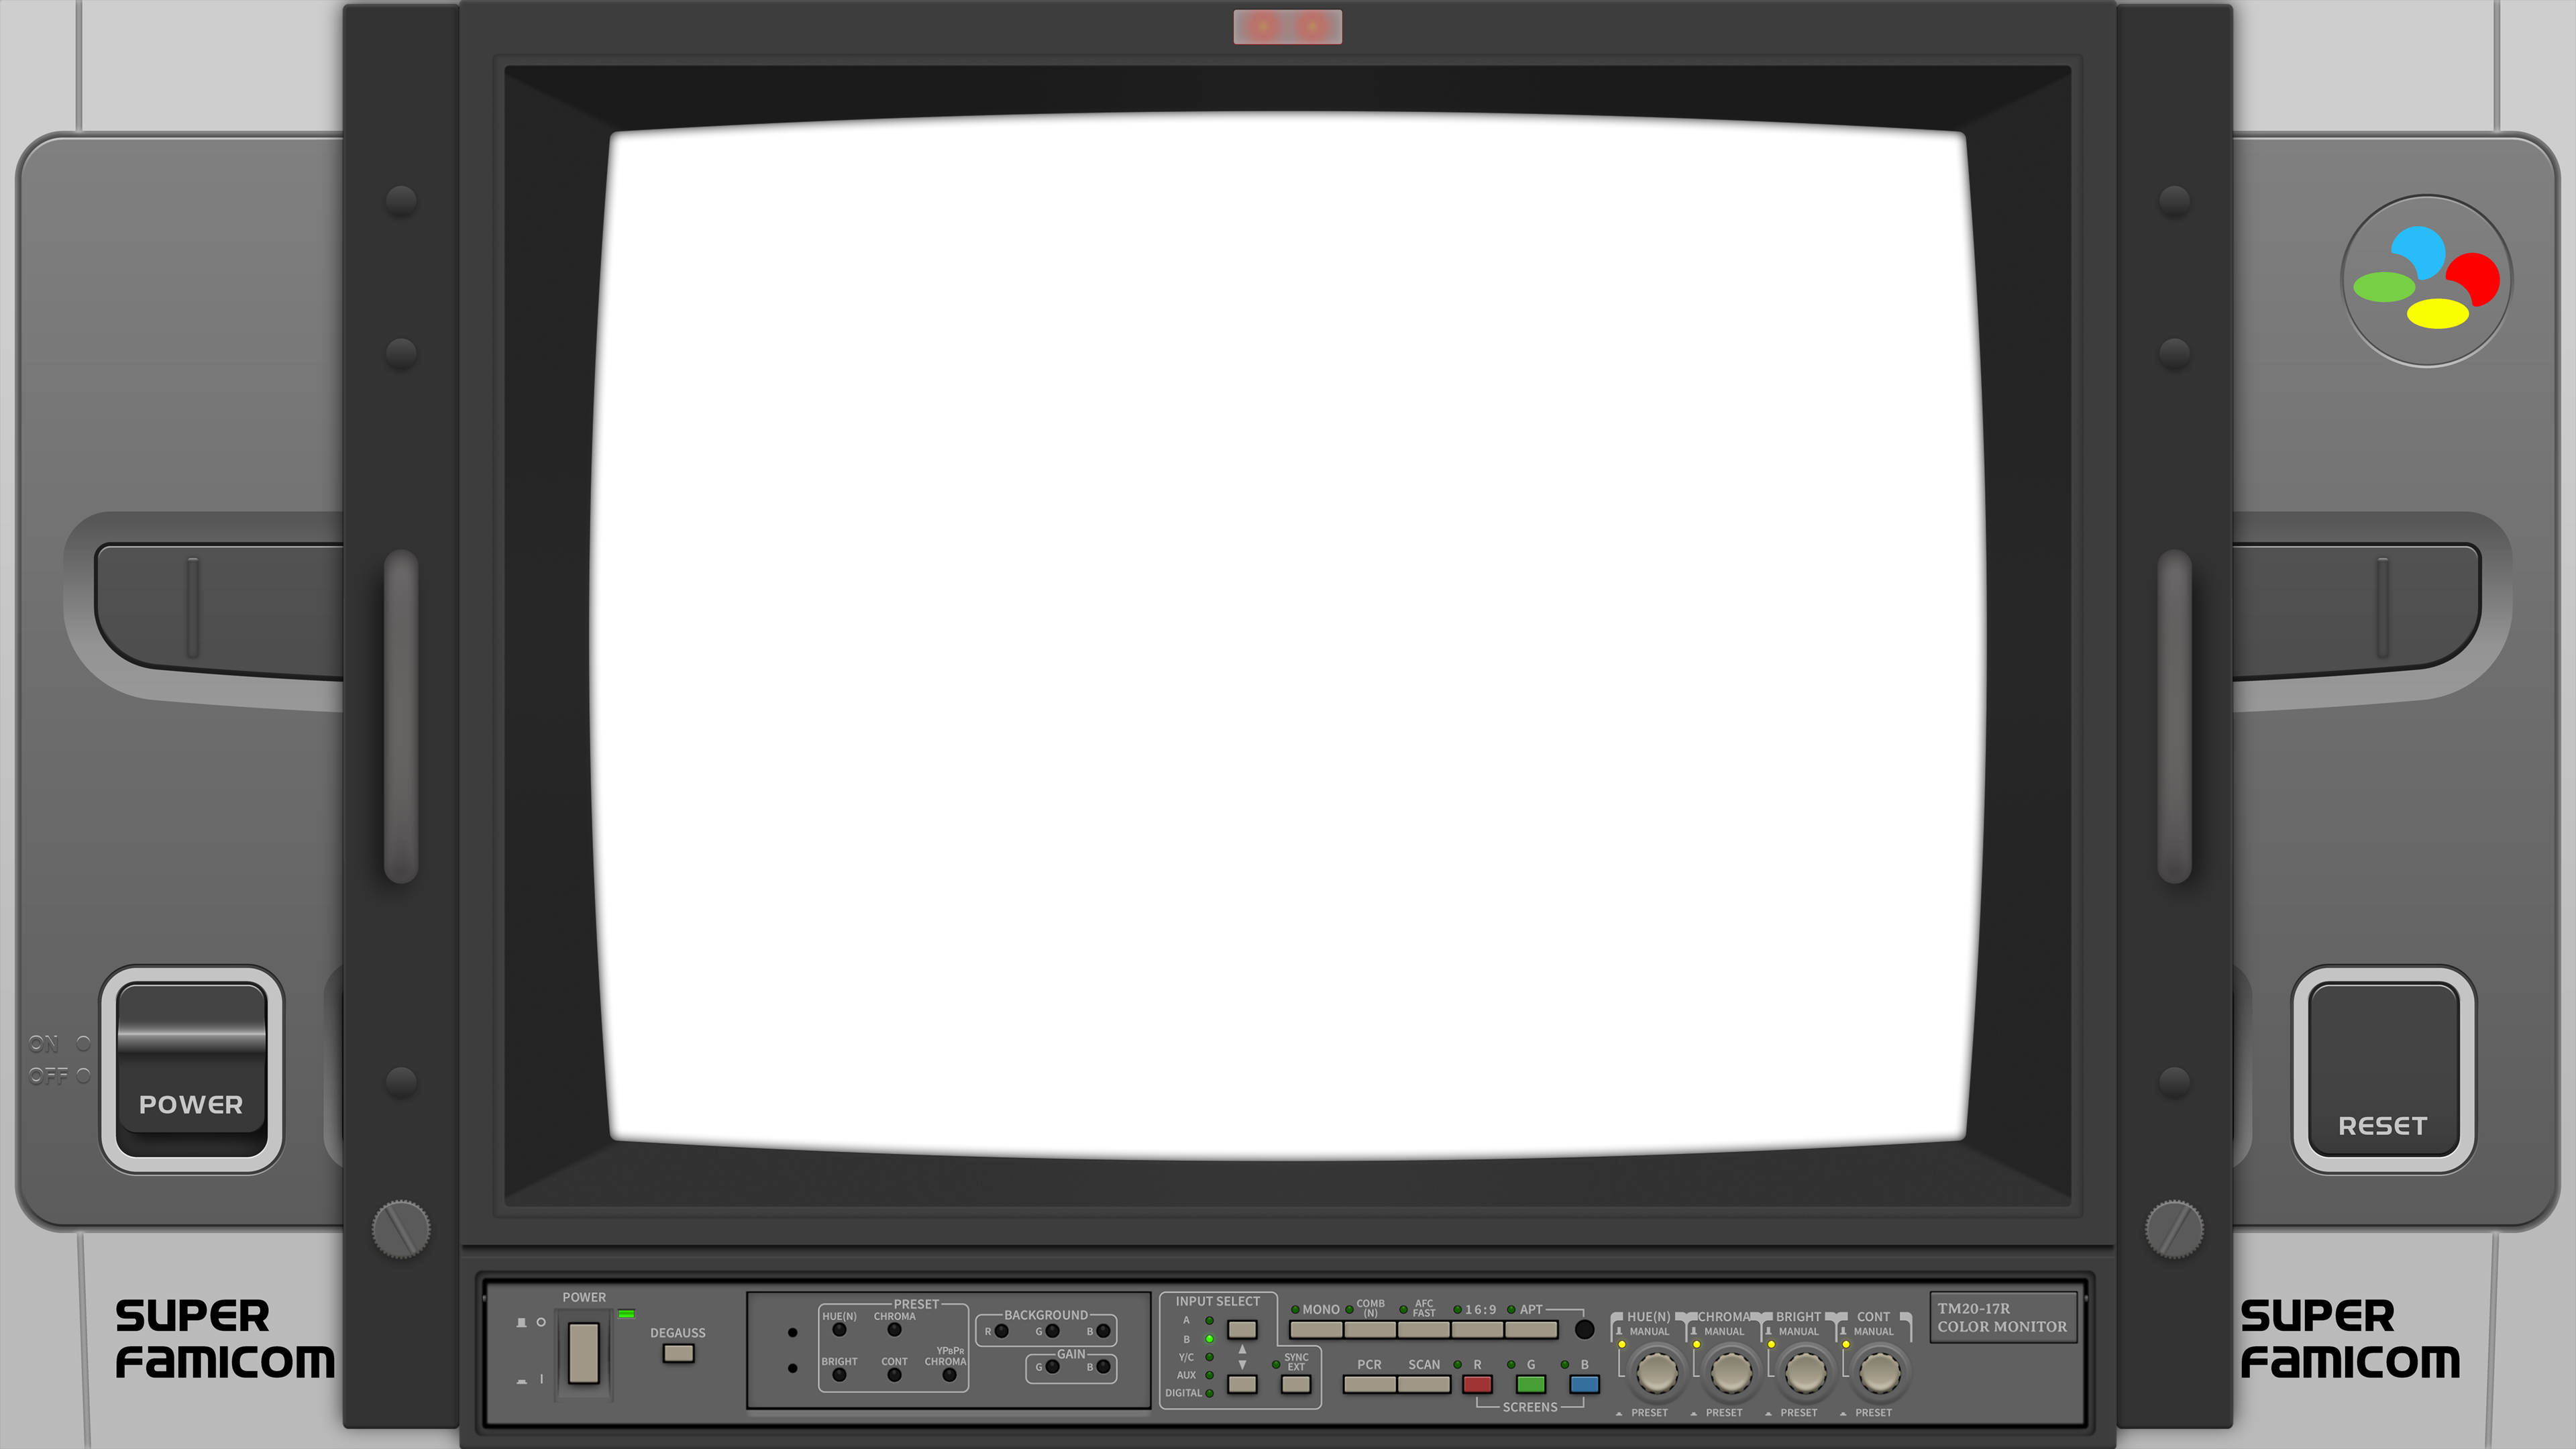 ON
OFF
POWER
RESET
SUPER
FAMICOM
SUPER
FAMICOM
POWER
DEGAUSS
PRESET
HUE(N) CHROMA
BRIGHT CONT YPBPR CHROMA
BACKGROUND
R G B
GAIN
G B
INPUT SELECT
A
B
Y/C
AUX
DIGITAL
SYNC
EXT
MONO COMB (N) AFC FAST 16:9 APT
PCR SCAN R G B
SCREENS
HUE(N) CHROMA BRIGHT CONT
MANUAL MANUAL MANUAL MANUAL
PRESET PRESET PRESET PRESET
TM20-17R
COLOR MONITOR